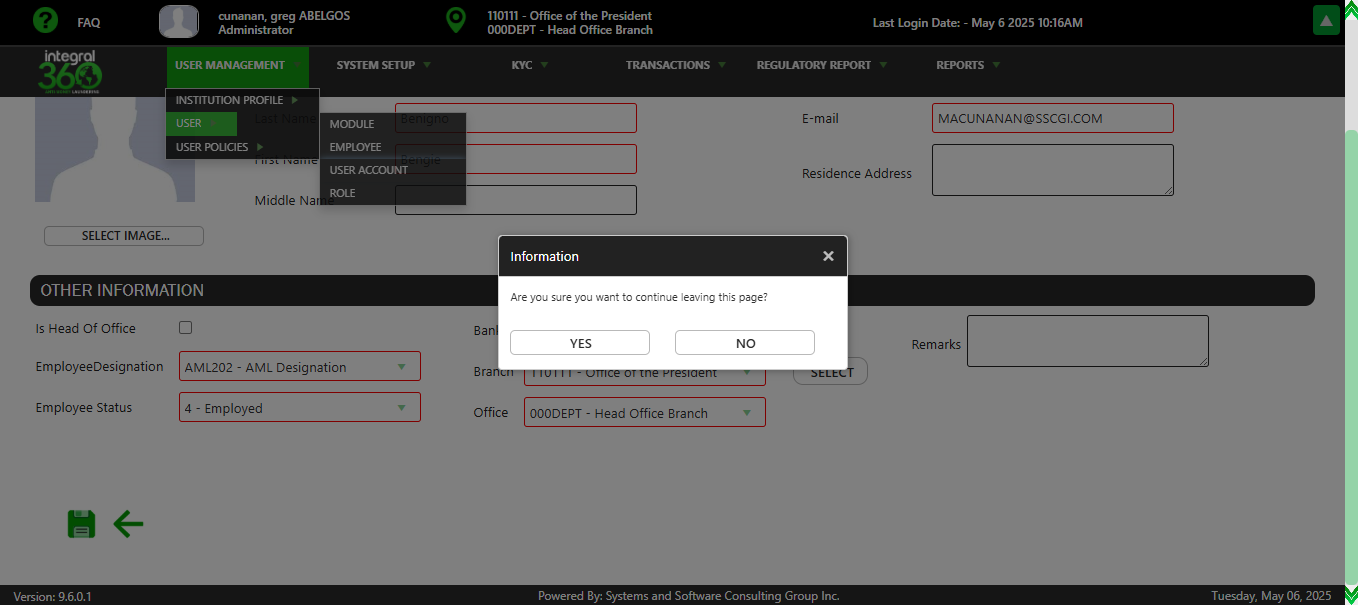 FAQ
cunanan, greg ABELGOS
Administrator
110111 - Office of the President
000DEPT - Head Office Branch
Last Login Date: - May 6 2025 10:16AM
integral
360
USER MANAGEMENT
SYSTEM SETUP
KYC
TRANSACTIONS
REGULATORY REPORT
REPORTS
INSTITUTION PROFILE
USER
USER POLICIES
MODULE
EMPLOYEE
USER ACCOUNT
ROLE
Last Name
Benigno
First Name
Bengie
Middle Name
E-mail
MACUNANAN@SSCGI.COM
Residence Address
SELECT IMAGE...
Information
Are you sure you want to continue leaving this page?
YES
NO
OTHER INFORMATION
Is Head Of Office
Bank
Remarks
EmployeeDesignation
AML202 - AML Designation
Branch
110111 - Office of the President
SELECT
Employee Status
4 - Employed
Office
000DEPT - Head Office Branch
Version: 9.6.0.1
Powered By: Systems and Software Consulting Group Inc.
Tuesday, May 06, 2025